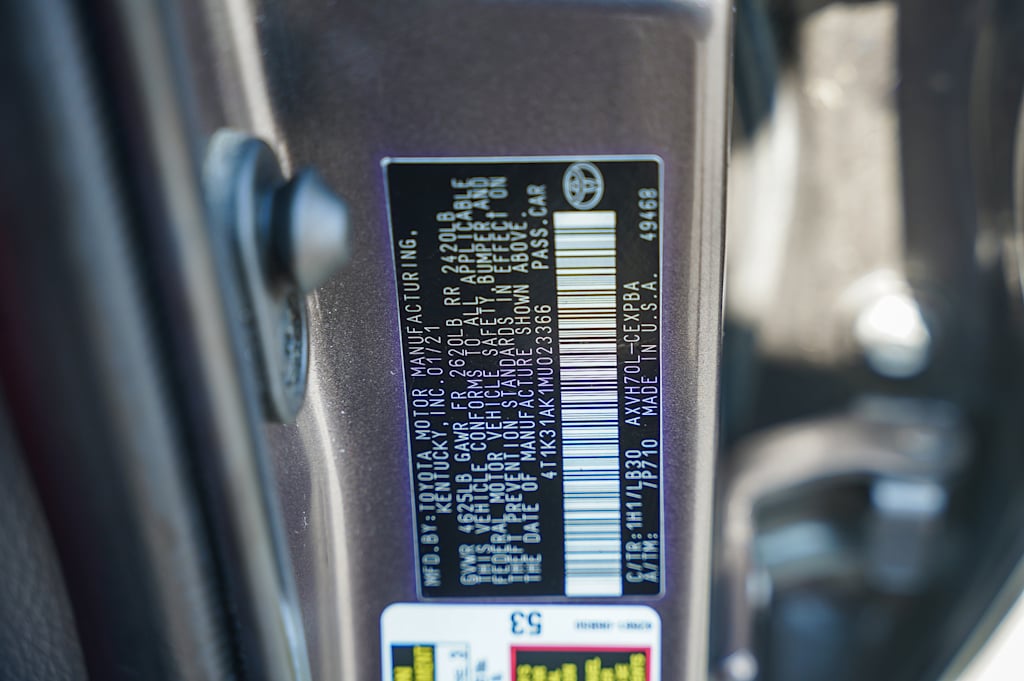 MFD.BY:TOYOTA MOTOR MANUFACTURING,
KENTUCKY,INC.01/21
GVWR 4625LB GAWR FR 2620LB RR 2420LB
THIS VEHICLE CONFORMS TO ALL APPLICABLE
FEDERAL MOTOR VEHICLE SAFETY BUMPER,AND
THEFT PREVENTION STANDARDS IN EFFECT ON
THE DATE OF MANUFACTURE SHOWN ABOVE.
4T1K31AK1MU023366 PASS.CAR
C/TR:1H1/LB30 AXVH70L-CEXPBA 49468
A/TM: /P710 MADE IN U.S.A.
53